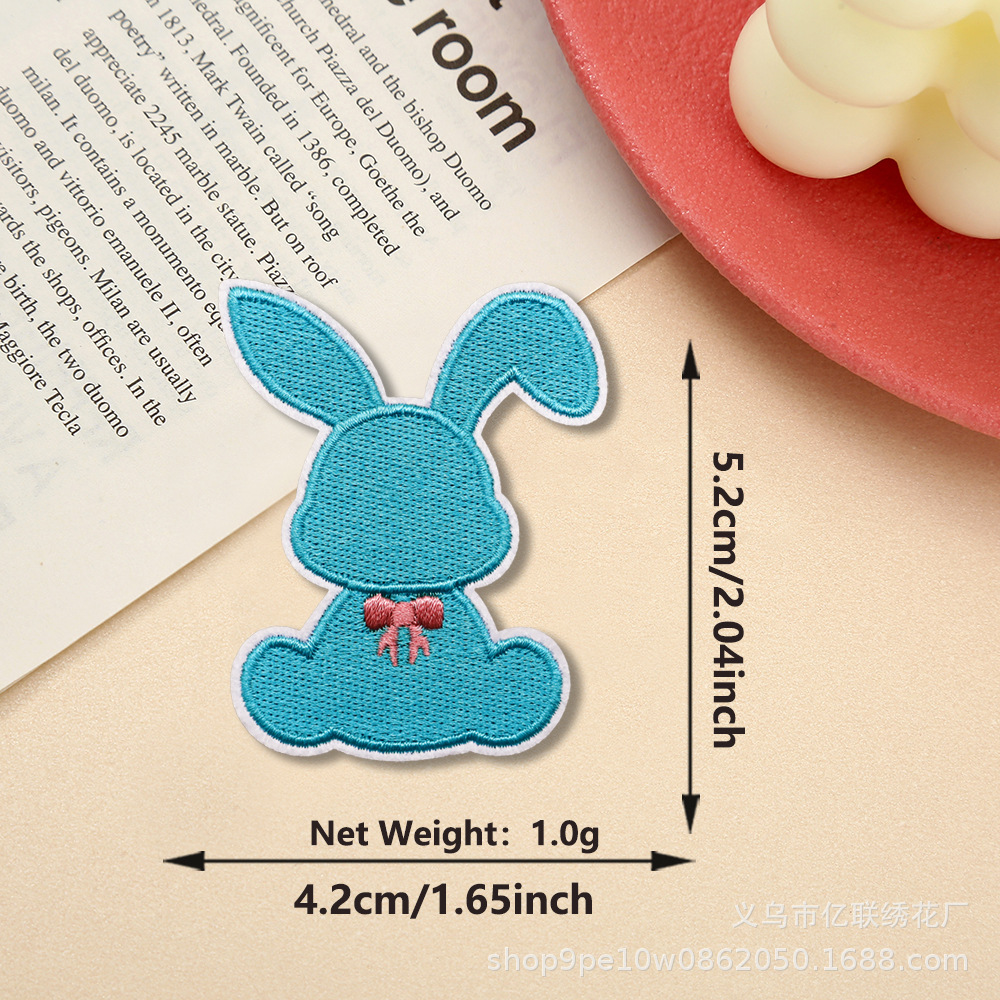 room
and the bishop Duomo
Piazza del Duomo), and
for Europe, Goethe the
Founded in 1386, completed
1813, Mark Twain called “song
poetry” written in marble. But on roof
appreciate 2245 marble statue. Piazz
del duomo, is located in the city
milan. It contains a monumento eq
duomo and vittorio emanuele II, often
visitors, pigeons. Milan are usually
the shops, offices. In the
birth, the two duomo
Maggiore Tecla
5.2cm/2.04inch
Net Weight: 1.0g
4.2cm/1.65inch
义乌市亿联绣花厂
shop9pe10w0862050.1688.com